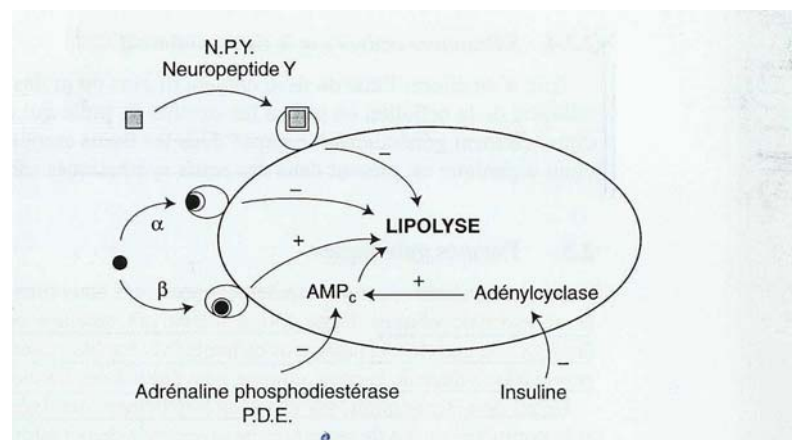 N.P.Y.
Neuropeptide Y
−
−
α
LIPOLYSE
+
β
+
AMPc
Adénylcyclase
−
−
Adrénaline phosphodiestérase
P.D.E.
Insuline